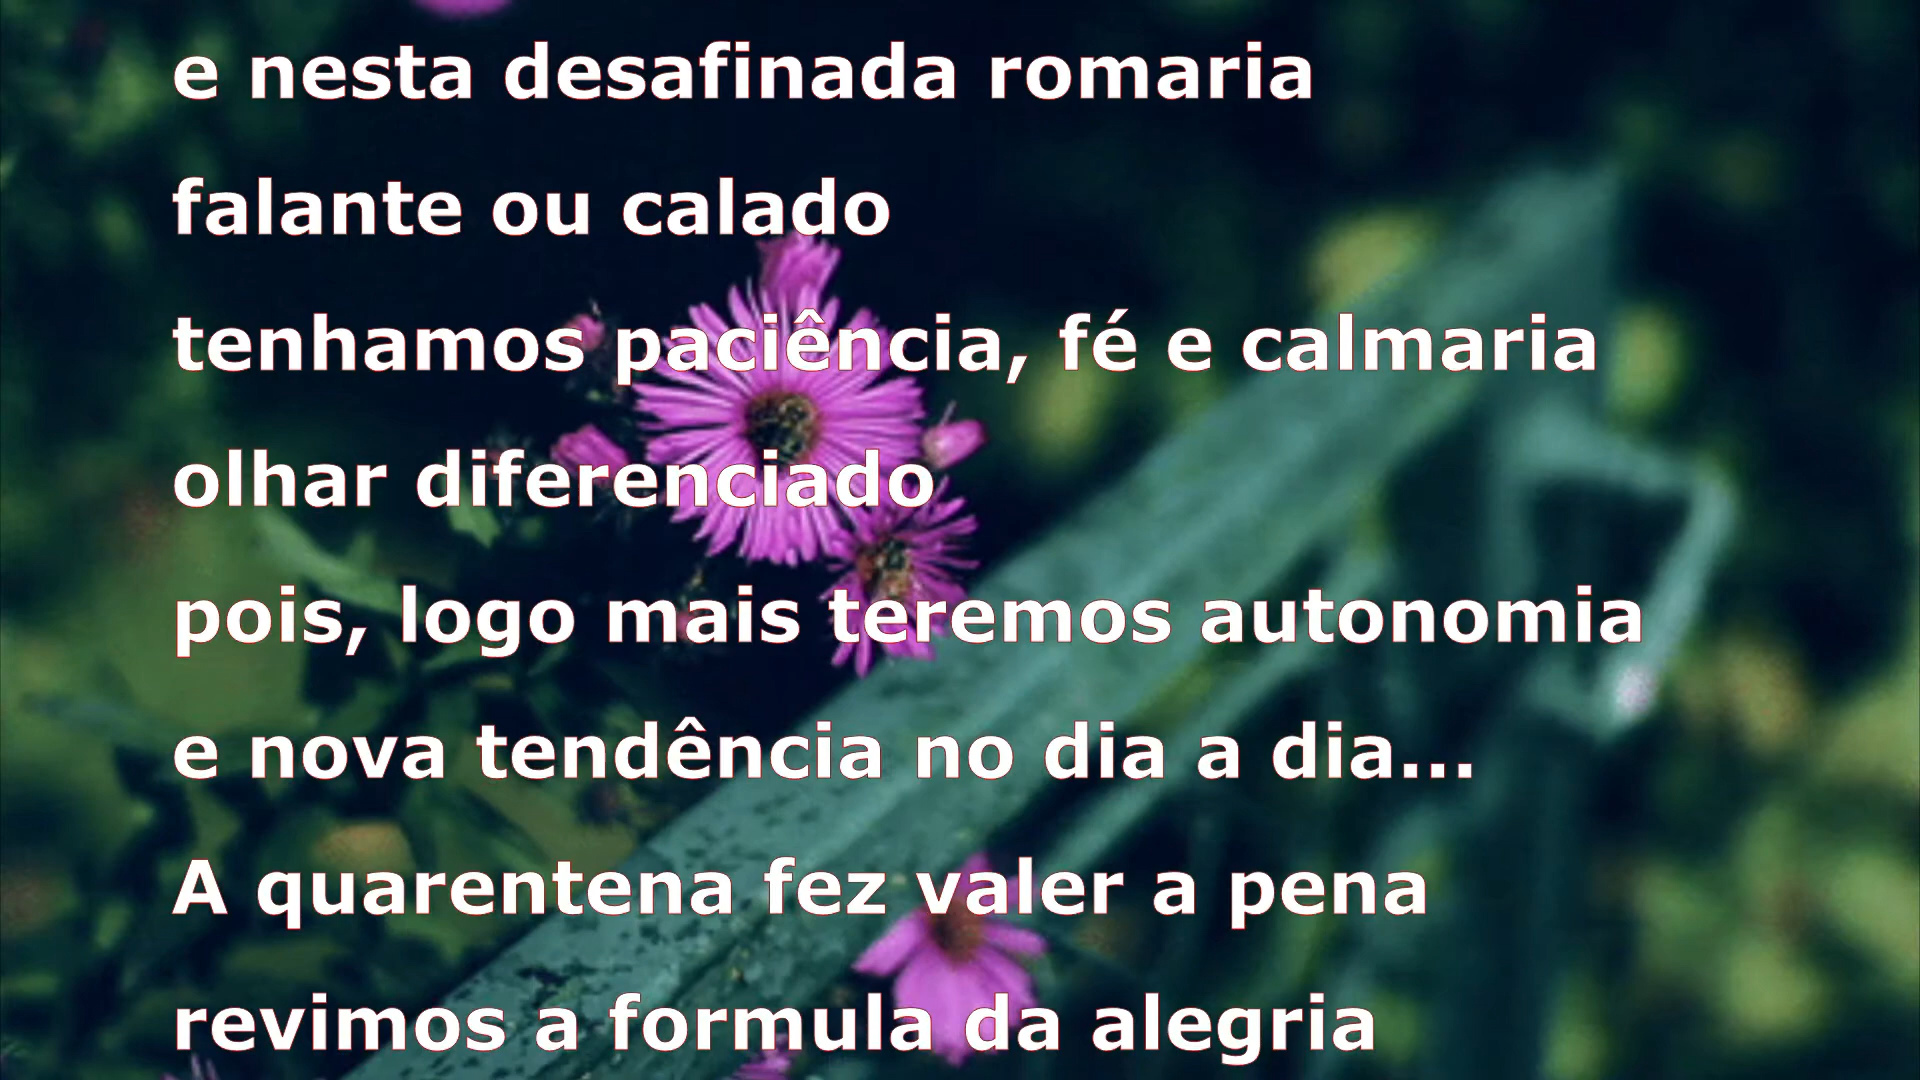 e nesta desafinada romaria
falante ou calado
tenhamos paciência, fé e calmaria
olhar diferenciado
pois, logo mais teremos autonomia
e nova tendência no dia a dia...
A quarentena fez valer a pena
revimos a formula da alegria